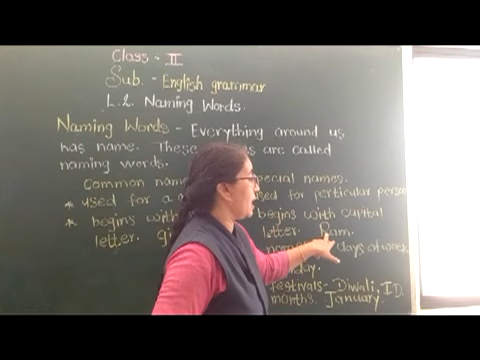 Class - II
Sub. - English grammar
L.2. Naming Words.
Naming Words - Everything around us
has name. These are called
naming words.
Common special names.
* used for a used for particular person
* begins with begins with capital
letter. letter. Ram.
days of week
festivals - Diwali, I D.
months. January.